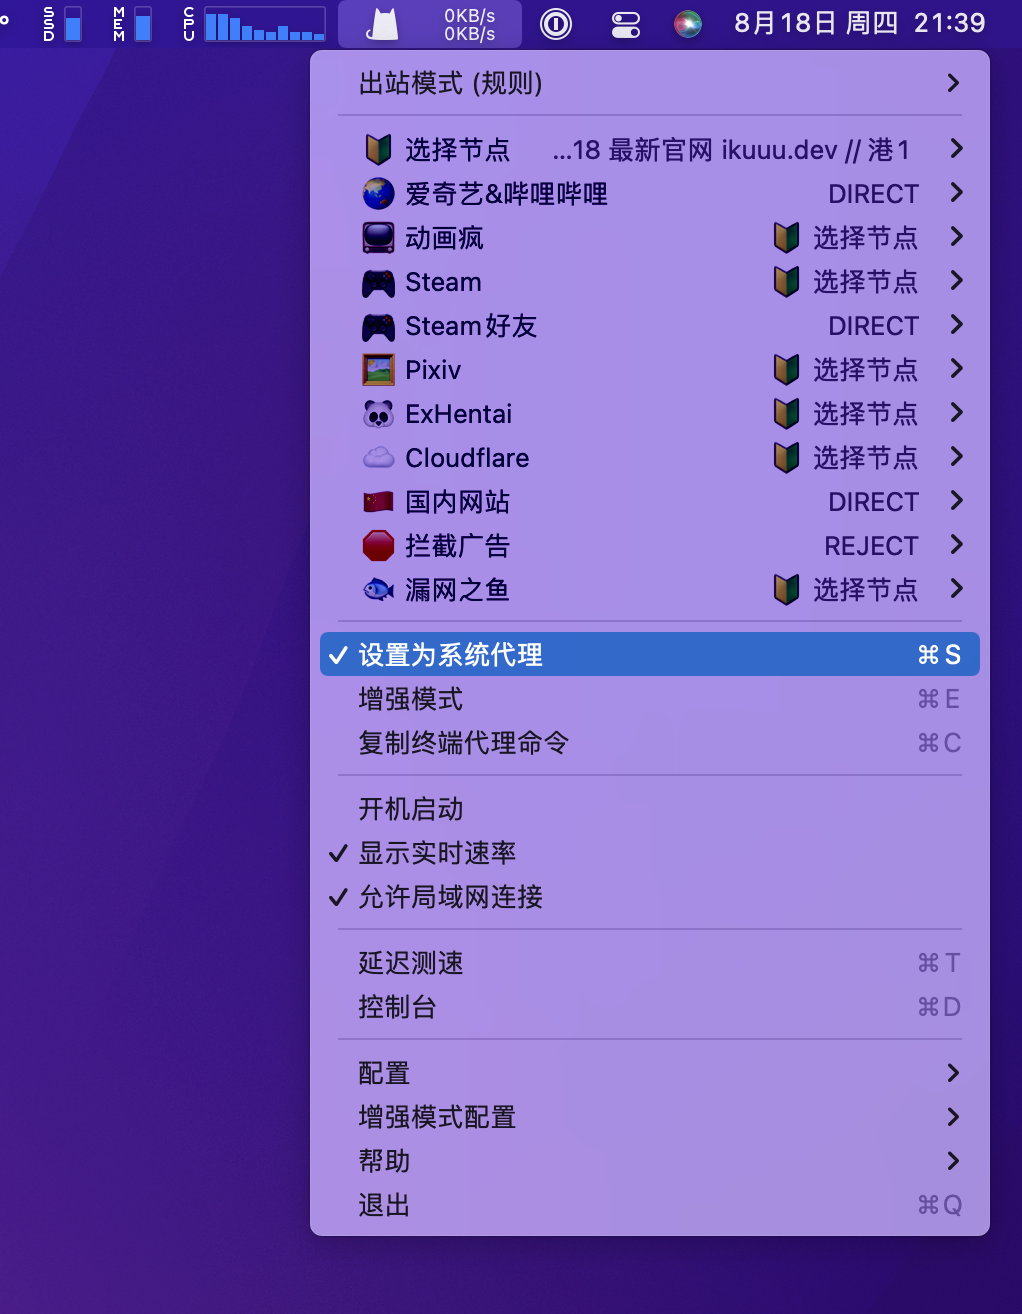 SSD
MEM
CPU
0KB/s
0KB/s
8月18日 周四 21:39
出站模式 (规则)
选择节点 ...18 最新官网 ikuuu.dev // 港1
爱奇艺&哔哩哔哩 DIRECT
动画疯 选择节点
Steam 选择节点
Steam好友 DIRECT
Pixiv 选择节点
ExHentai 选择节点
Cloudflare 选择节点
国内网站 DIRECT
拦截广告 REJECT
漏网之鱼 选择节点
✓ 设置为系统代理 ⌘S
增强模式 ⌘E
复制终端代理命令 ⌘C
开机启动
✓ 显示实时速率
✓ 允许局域网连接
延迟测速 ⌘T
控制台 ⌘D
配置
增强模式配置
帮助
退出 ⌘Q